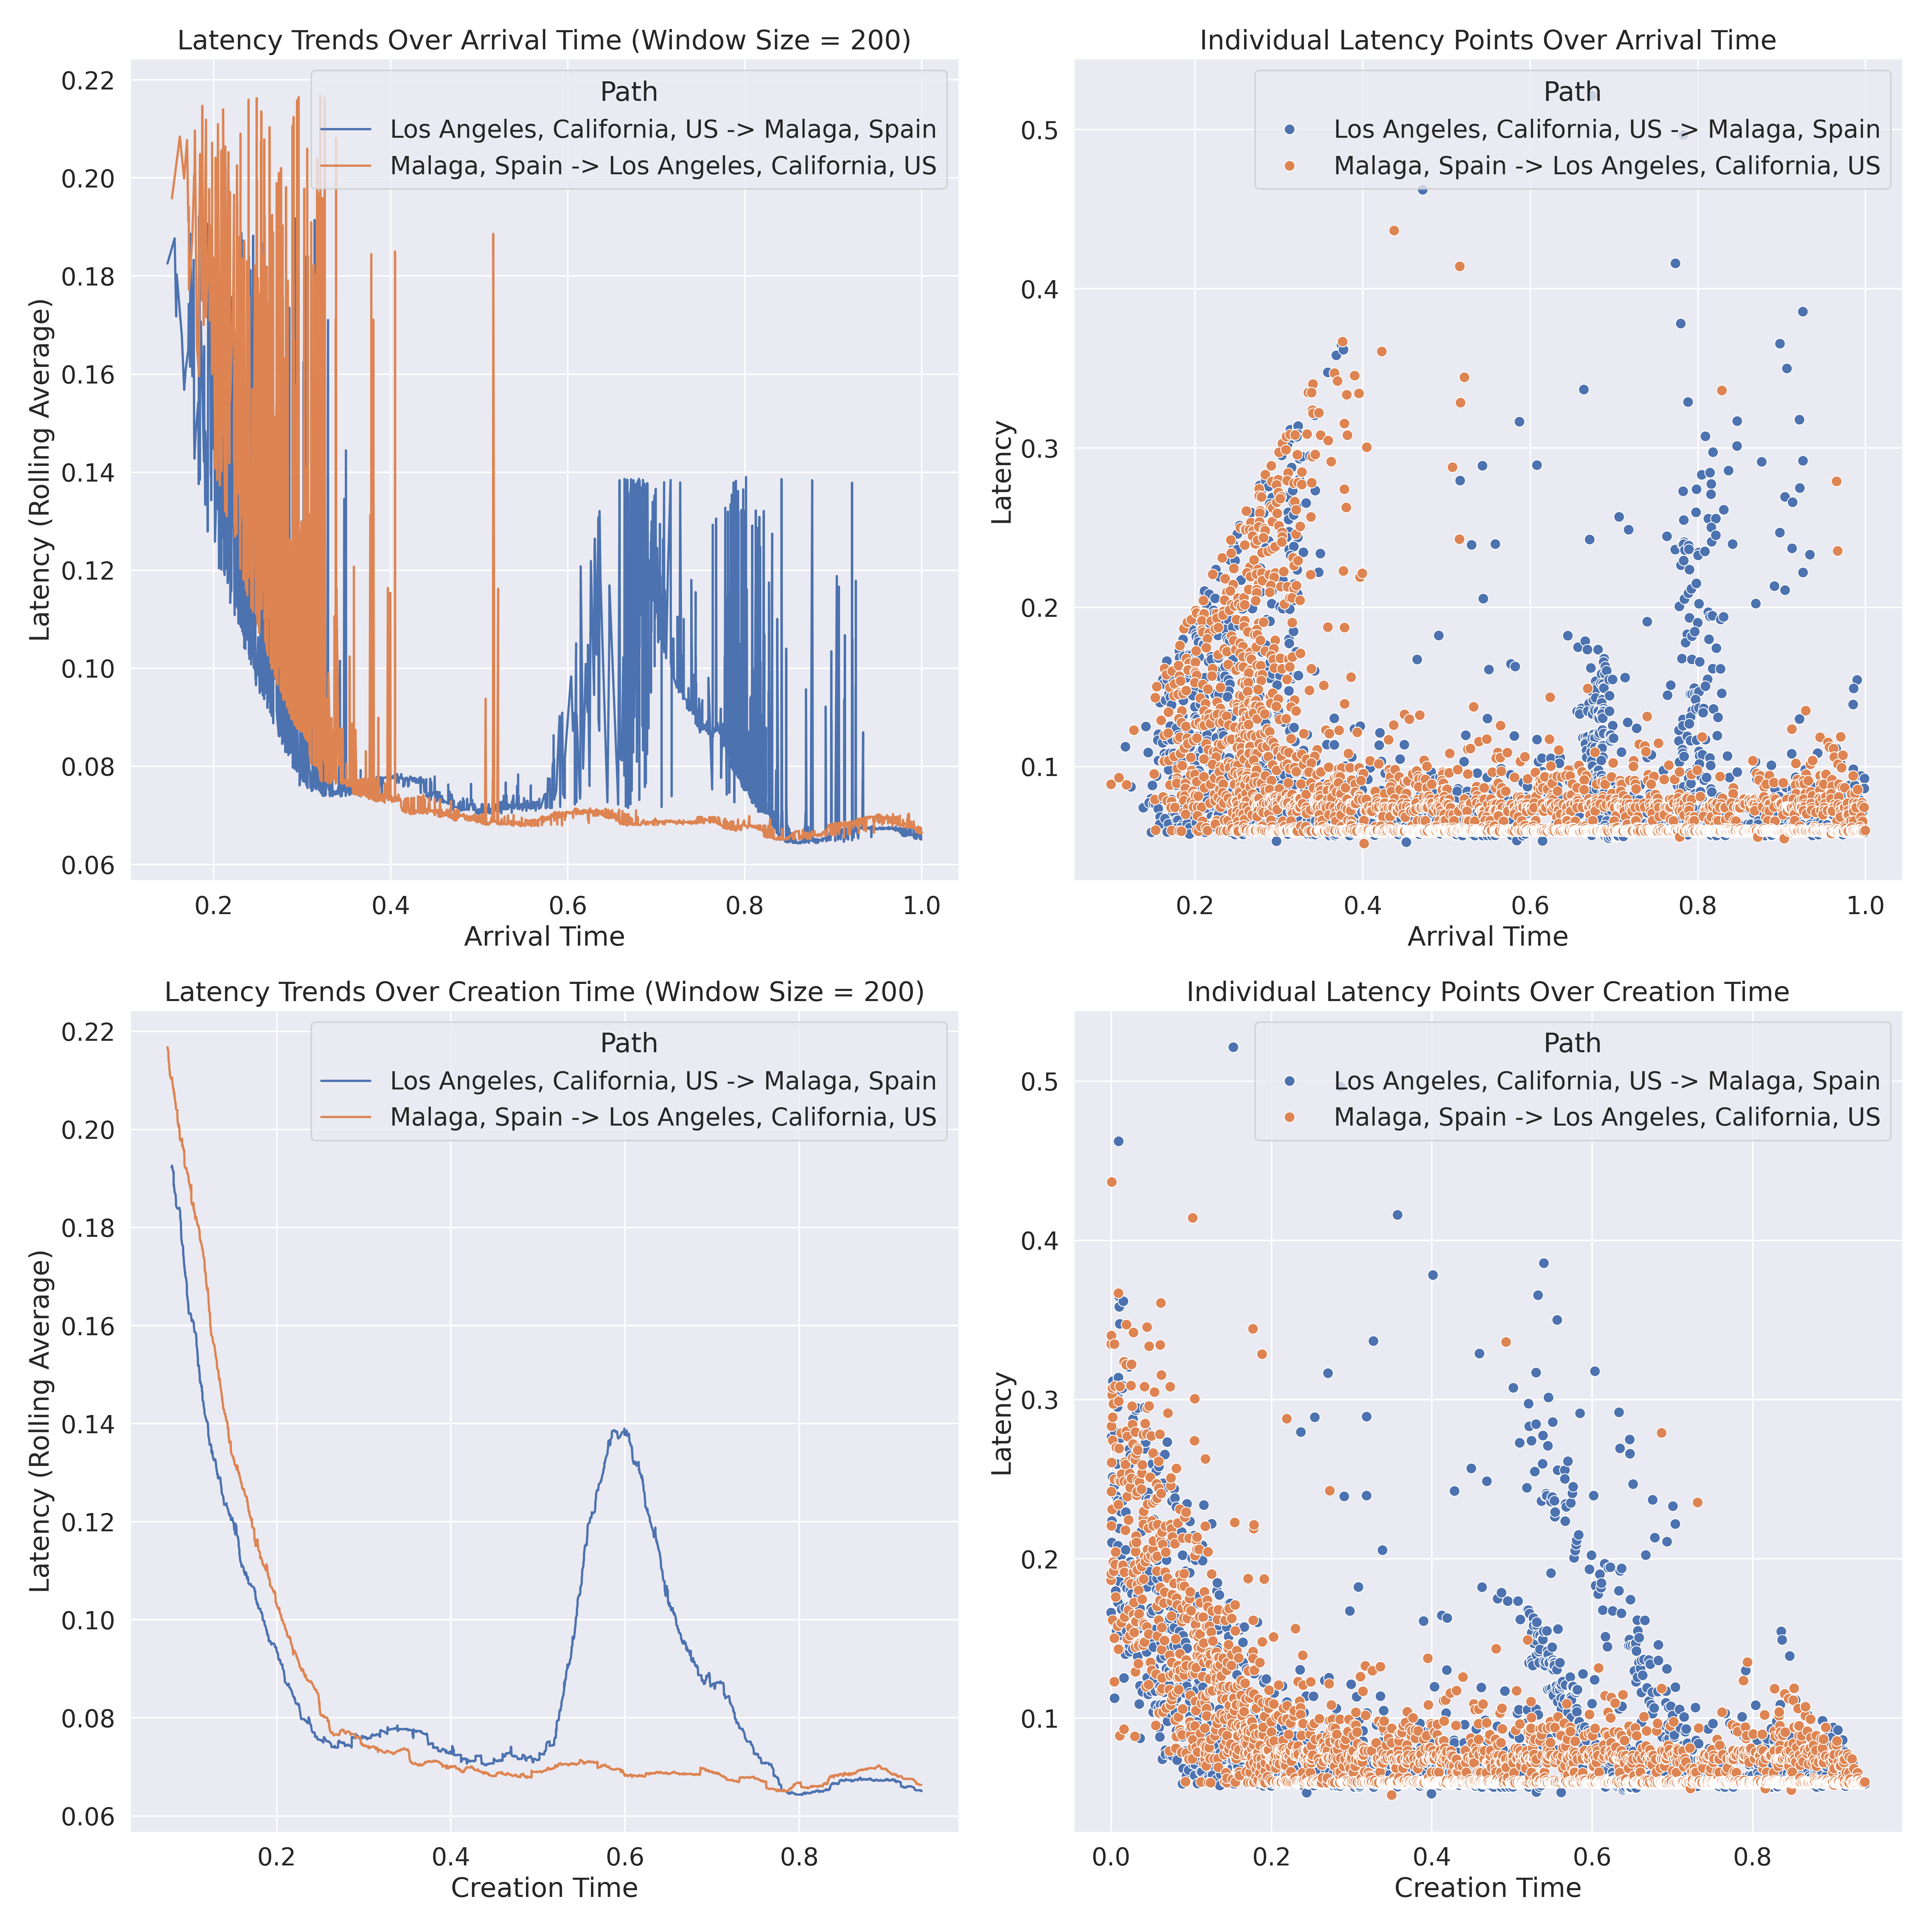 Latency Trends Over Arrival Time (Window Size = 200)
Latency (Rolling Average)
0.22
0.20
0.18
0.16
0.14
0.12
0.10
0.08
0.06
Path
Los Angeles, California, US -> Malaga, Spain
Malaga, Spain -> Los Angeles, California, US
0.2 0.4 0.6 0.8 1.0
Arrival Time
Individual Latency Points Over Arrival Time
Latency
0.5
0.4
0.3
0.2
0.1
Path
Los Angeles, California, US -> Malaga, Spain
Malaga, Spain -> Los Angeles, California, US
0.2 0.4 0.6 0.8 1.0
Arrival Time
Latency Trends Over Creation Time (Window Size = 200)
Latency (Rolling Average)
0.22
0.20
0.18
0.16
0.14
0.12
0.10
0.08
0.06
Path
Los Angeles, California, US -> Malaga, Spain
Malaga, Spain -> Los Angeles, California, US
0.2 0.4 0.6 0.8
Creation Time
Individual Latency Points Over Creation Time
Latency
0.5
0.4
0.3
0.2
0.1
Path
Los Angeles, California, US -> Malaga, Spain
Malaga, Spain -> Los Angeles, California, US
0.0 0.2 0.4 0.6 0.8
Creation Time